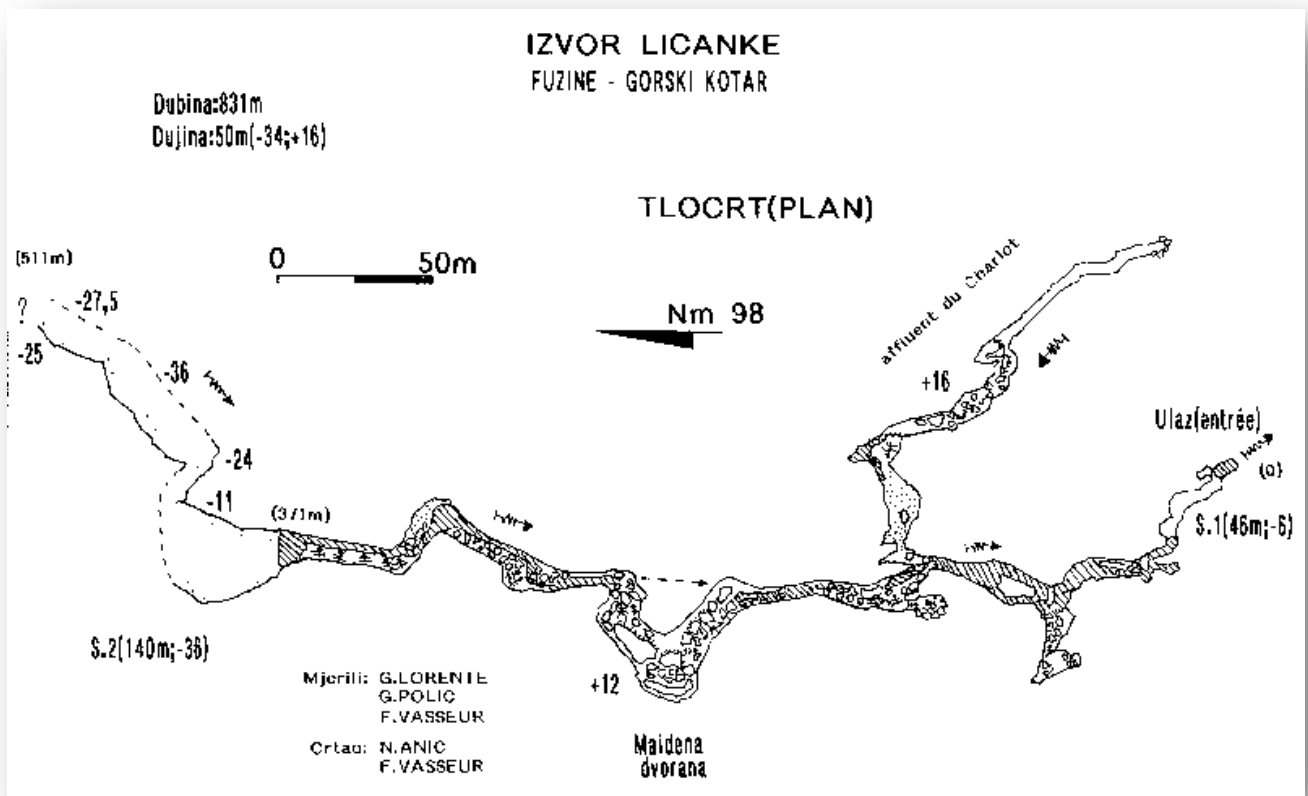 IZVOR LICANKE
FUZINE - GORSKI KOTAR
Dubina:831m
Dujina:50m(-34;+16)
TLOCRT(PLAN)
0 50m
Nm 98
(511m)
?
-27,5
-25
-36
-24
-11
(371m)
affluent du Charlot
+16
Ulaz(entrée)
(0)
S.1(46m;-6)
S.2(140m;-36)
+12
Maidena
dvorana
Mjerili: G.LORENTE
G.POLIC
F.VASSEUR
Crtao: N.ANIC
F.VASSEUR